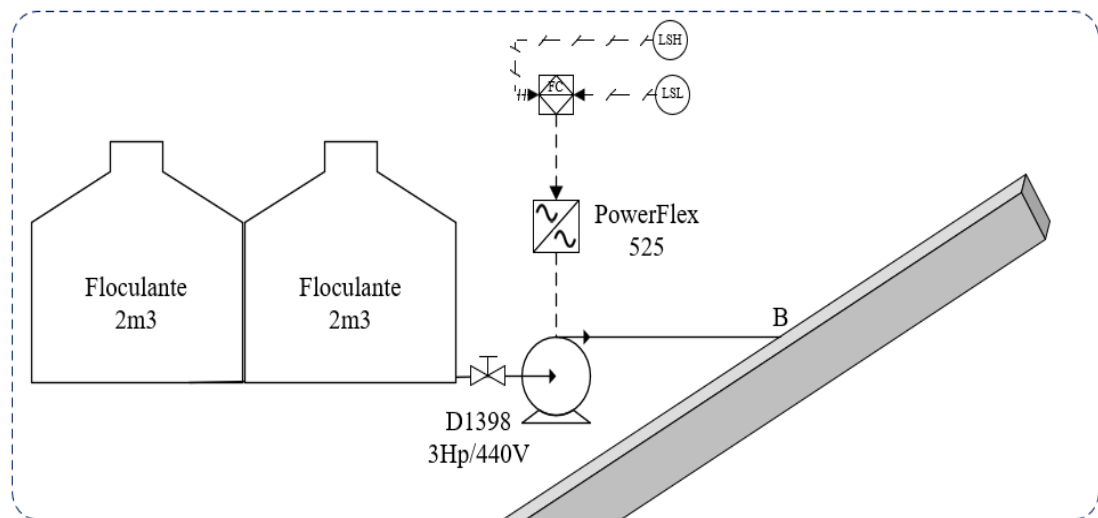 LSH
FC
LSL
PowerFlex
525
Floculante
2m3
Floculante
2m3
B
D1398
3Hp/440V